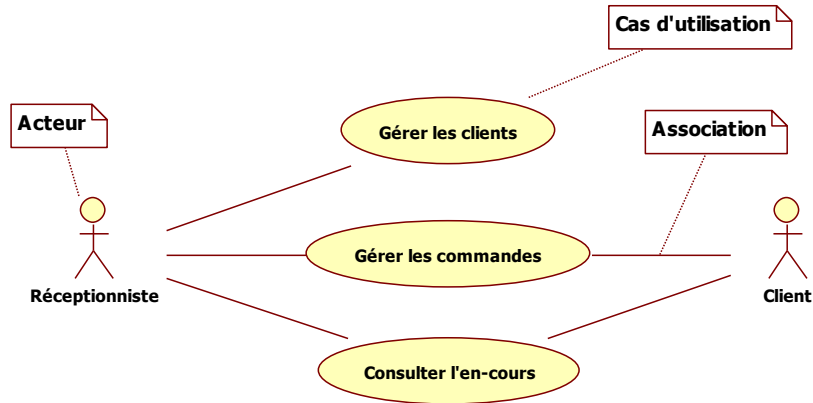 Cas d'utilisation
Acteur
Gérer les clients
Association
Gérer les commandes
Réceptionniste
Client
Consulter l'en-cours